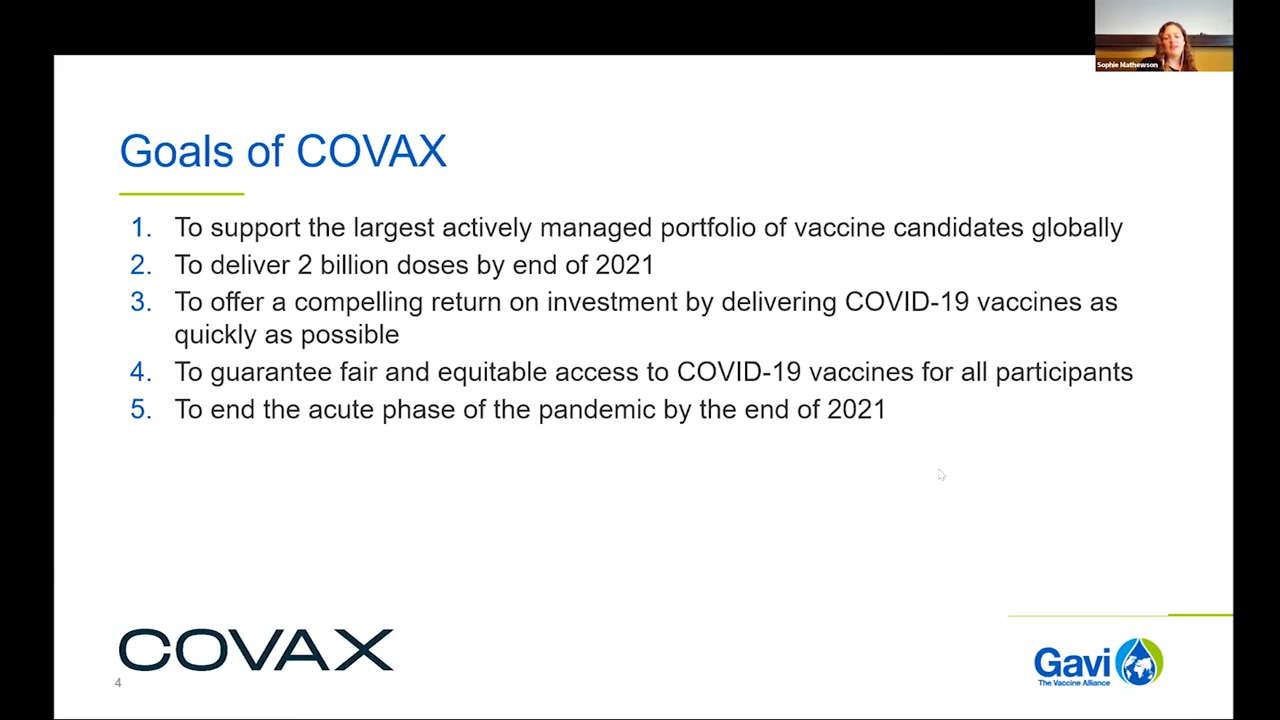 Sophie Mathewson
Goals of COVAX
1. To support the largest actively managed portfolio of vaccine candidates globally
2. To deliver 2 billion doses by end of 2021
3. To offer a compelling return on investment by delivering COVID-19 vaccines as
quickly as possible
4. To guarantee fair and equitable access to COVID-19 vaccines for all participants
5. To end the acute phase of the pandemic by the end of 2021
COVAX
4
Gavi
The Vaccine Alliance